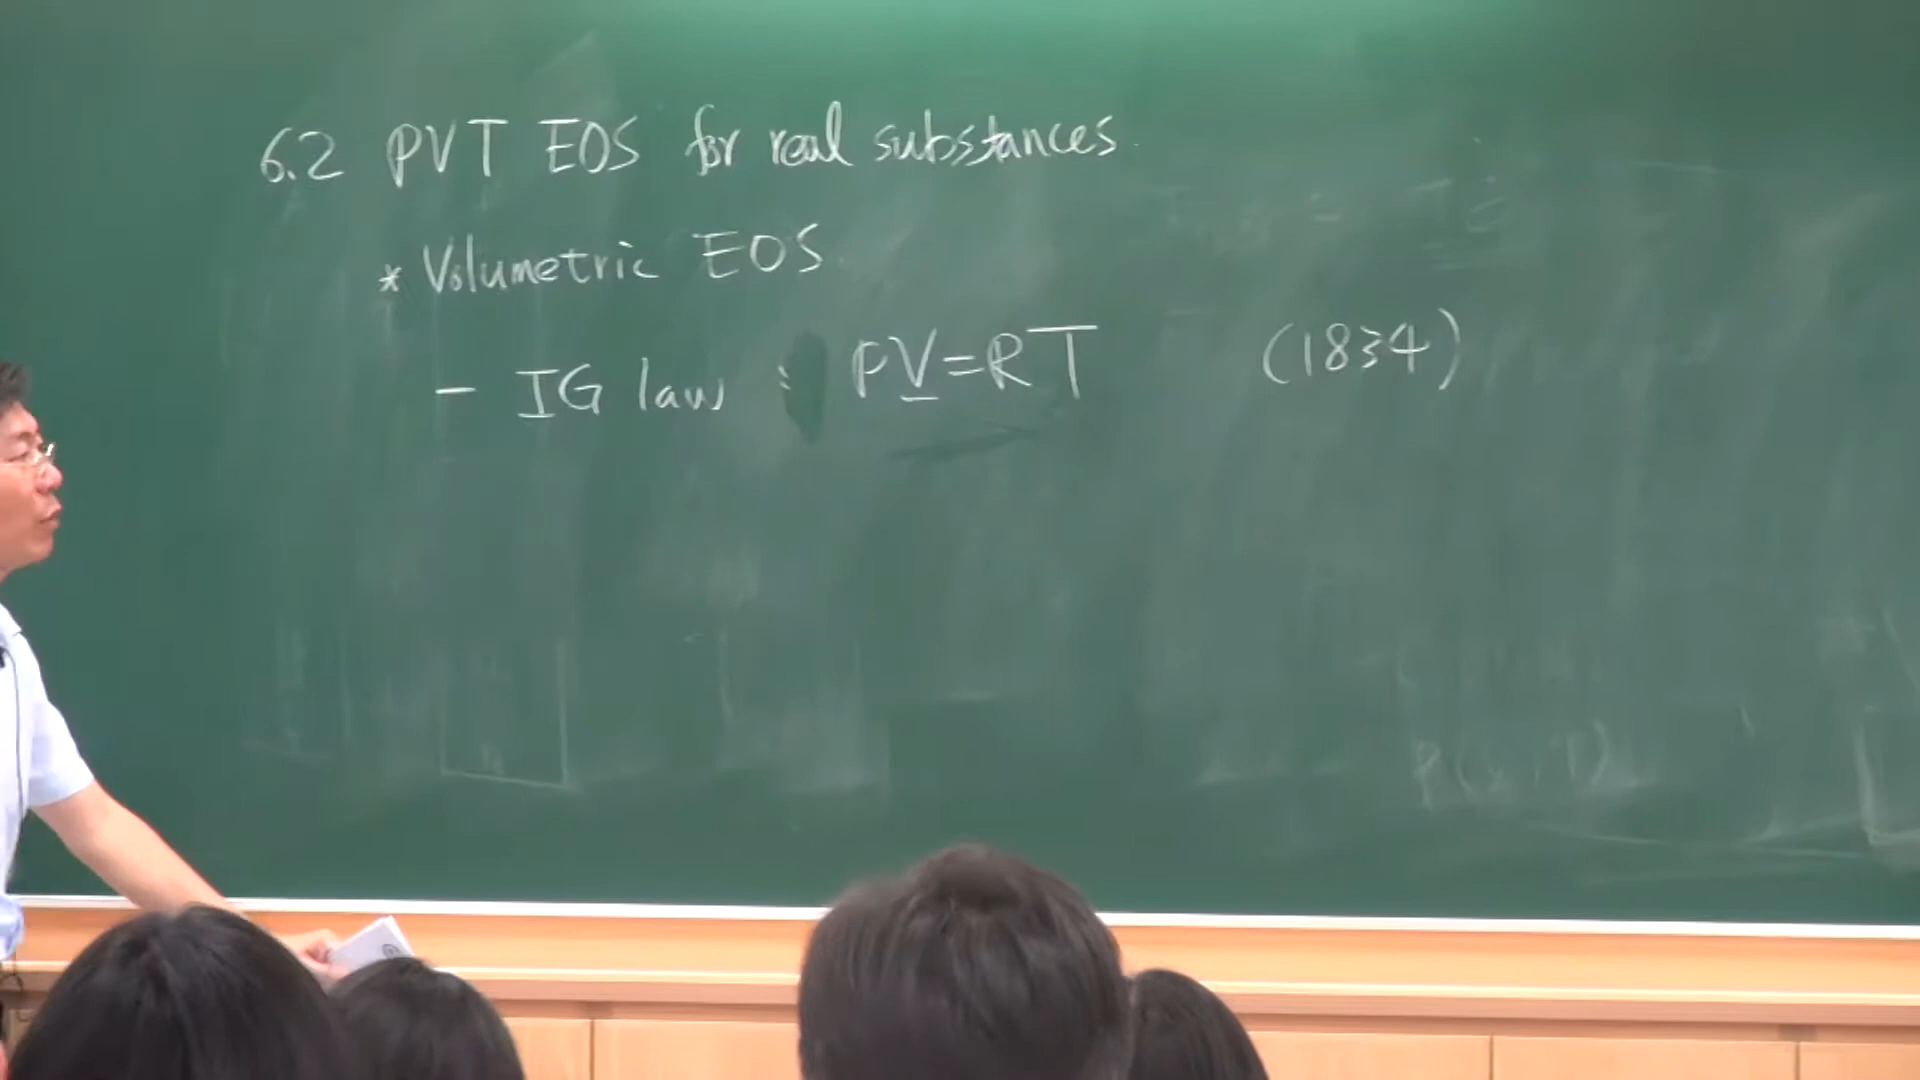 6.2 PVT EOS for real substances.
* Volumetric EOS
- IG law : PV̲=RT (1834)